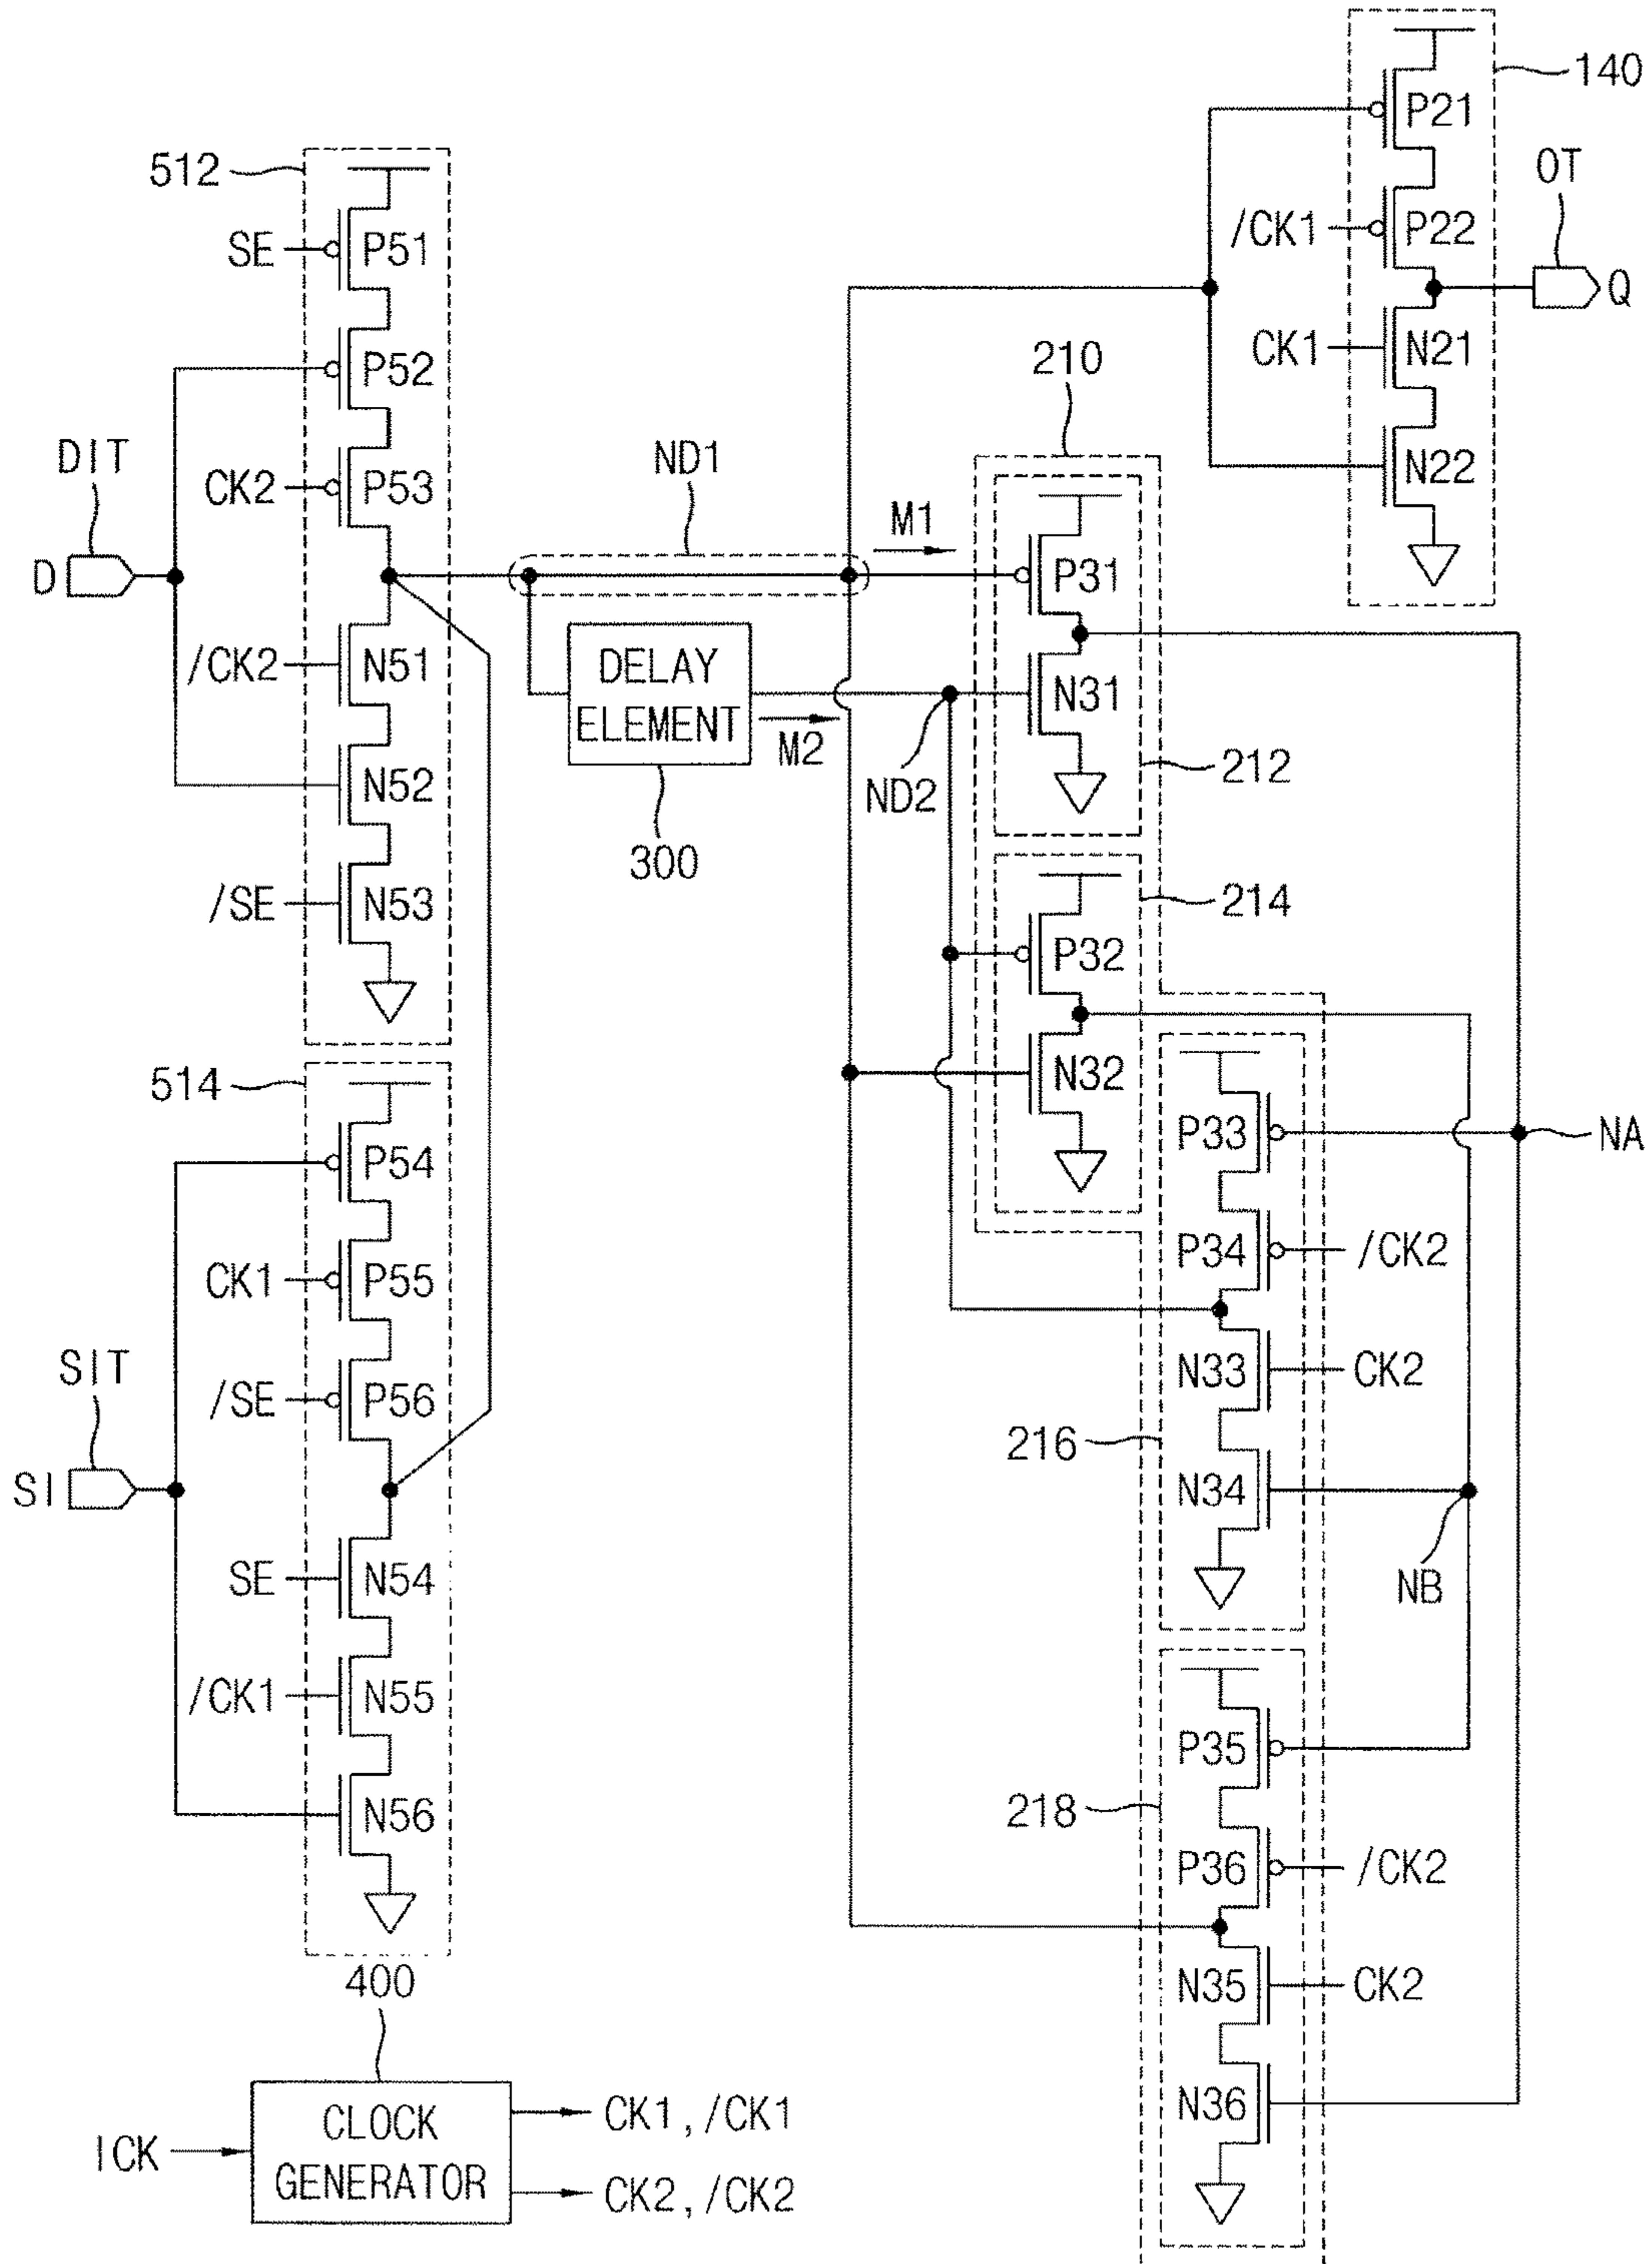 140
P21
OT
/CK1
P22
Q
CK1
N21
N22
512
SE
P51
P52
DIT
CK2
P53
D
/CK2
N51
N52
/SE
N53
ND1
M1
210
P31
DELAY
ELEMENT
M2
300
N31
ND2
212
214
P32
N32
P33
NA
P34
/CK2
N33
CK2
216
N34
NB
514
P54
CK1
P55
SIT
/SE
P56
SI
SE
N54
/CK1
N55
N56
P35
218
P36
/CK2
N35
CK2
N36
400
CLOCK
GENERATOR
ICK
CK1, /CK1
CK2, /CK2